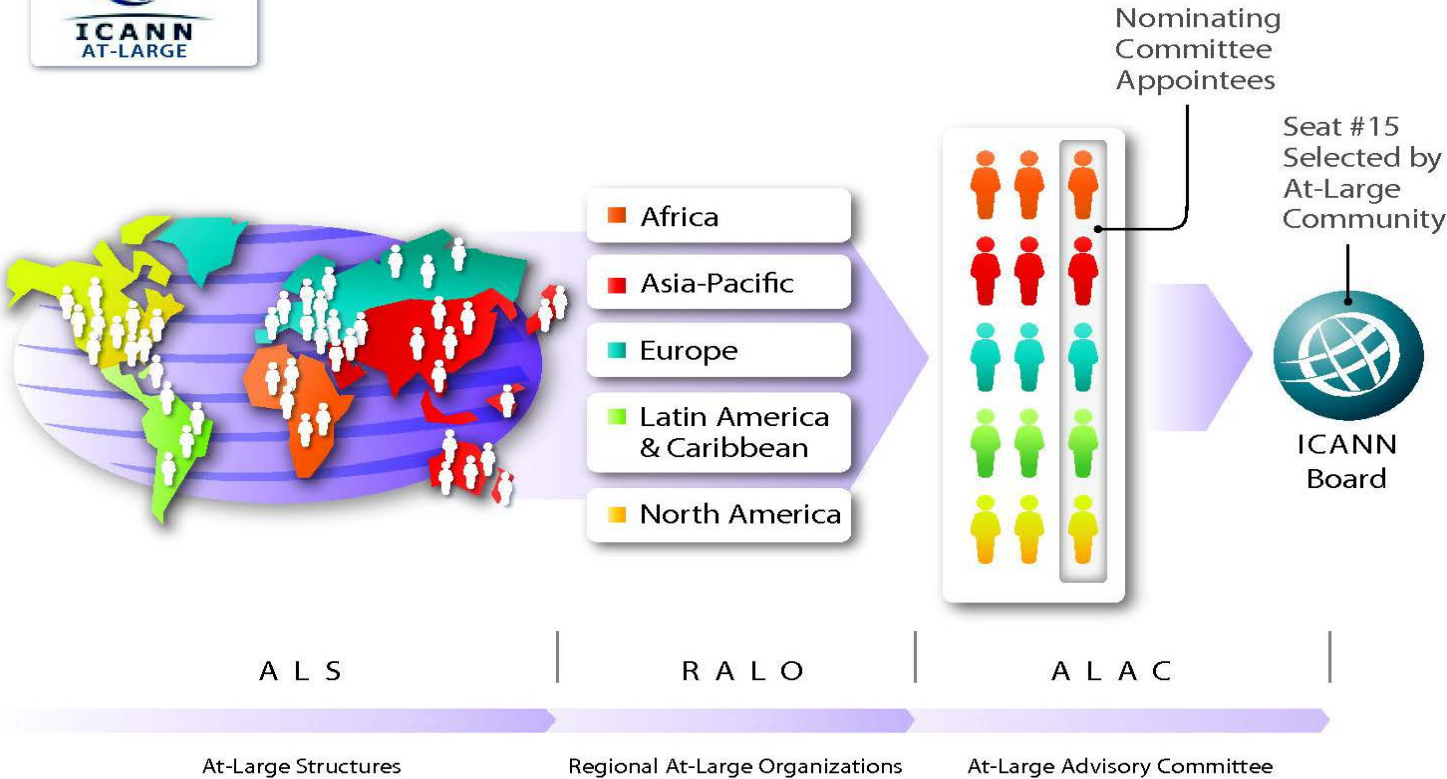 ICANN
AT-LARGE
Nominating
Committee
Appointees
Seat #15
Selected by
At-Large
Community
Africa
Asia-Pacific
Europe
Latin America
& Caribbean
North America
ICANN
Board
ALS
RALO
ALAC
At-Large Structures
Regional At-Large Organizations
At-Large Advisory Committee